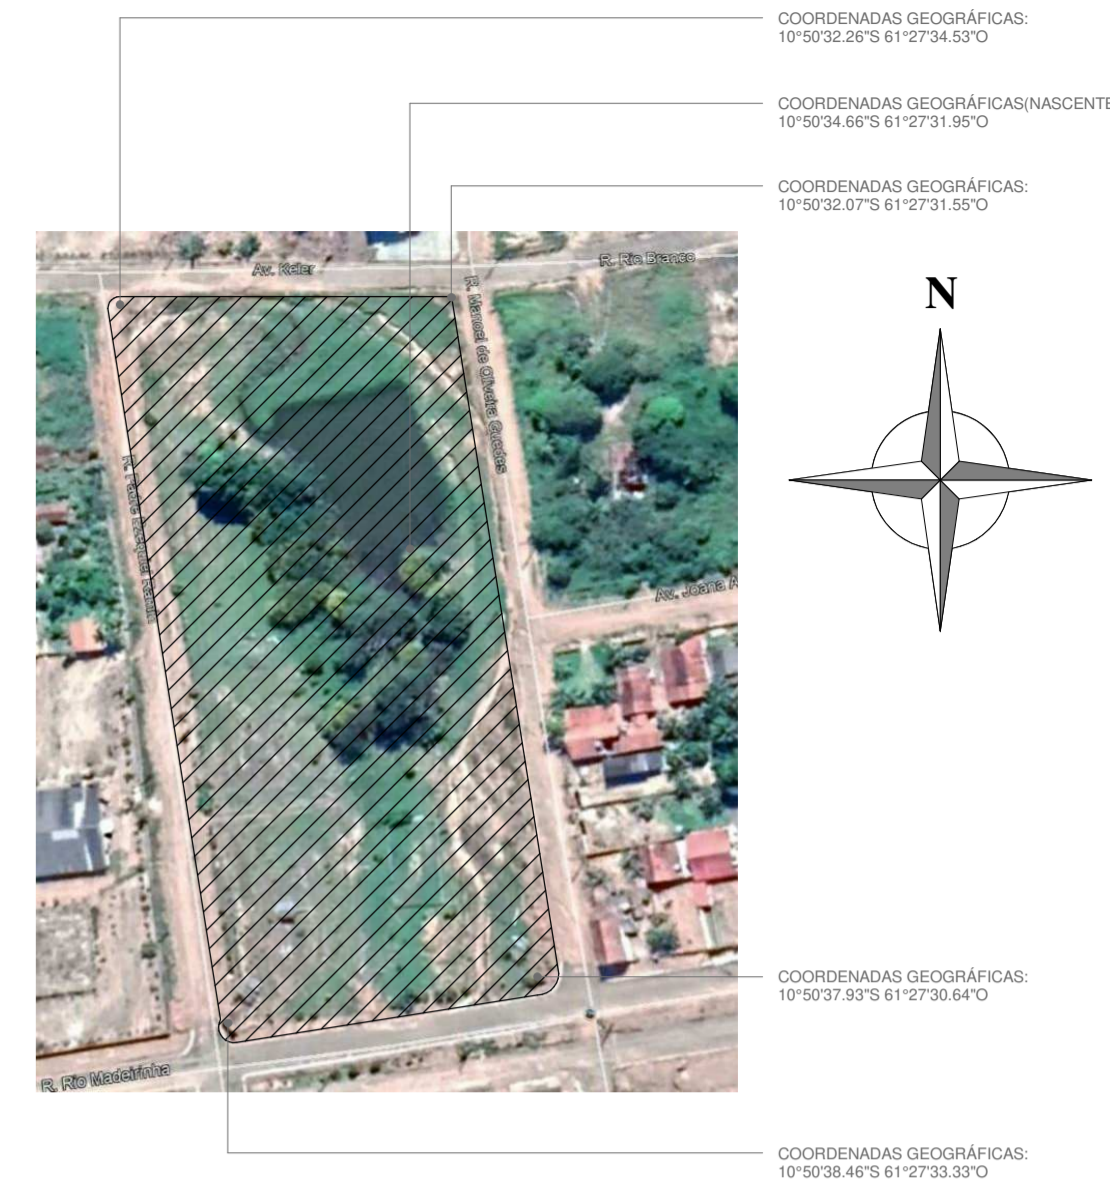 COORDENADAS GEOGRÁFICAS:
10°50'32.26"S 61°27'34.53"O
COORDENADAS GEOGRÁFICAS(NASCENTE
10°50'34.66"S 61°27'31.95"O
COORDENADAS GEOGRÁFICAS:
10°50'32.07"S 61°27'31.55"O
Av. Keler
R. Rio Branco
N
R. Manoel de Oliveira Guedes
R. Padre Ezequiel Ramin
Av. Joana A
COORDENADAS GEOGRÁFICAS:
10°50'37.93"S 61°27'30.64"O
R. Rio Madeirinha
COORDENADAS GEOGRÁFICAS:
10°50'38.46"S 61°27'33.33"O